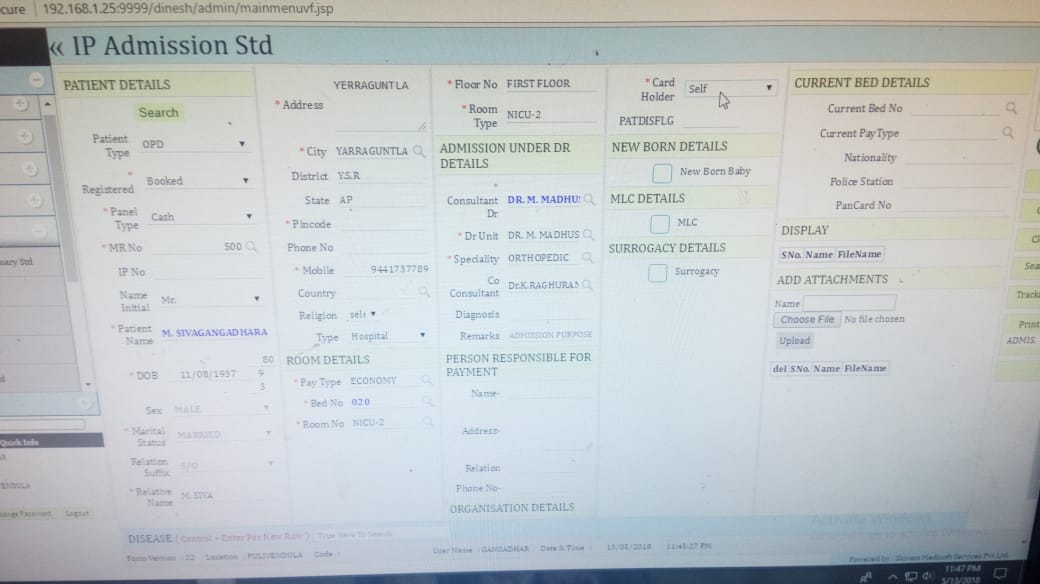 cure 192.168.1.25:9999/dinesh/admin/mainmenuvf.jsp
« IP Admission Std
PATIENT DETAILS
Search
Patient Type OPD
* Registered Booked
* Panel Type Cash
* MR No 500
IP No
Name Initial Mr.
* Patient Name M. SIVAGANGADHARA
* DOB 11/08/1937 80 9 3
Sex MALE
* Marital Status MARRIED
Relation Suffix S/O
* Relative Name M. SIVA
* Address YERRAGUNTLA
* City YARRAGUNTLA
District Y.S.R
State AP
* Pincode
Phone No
* Mobile 9441737789
Country
Religion sele
Type Hospital
ROOM DETAILS
* Pay Type ECONOMY
* Bed No 020
* Room No NICU-2
* Floor No FIRST FLOOR
* Room Type NICU-2
ADMISSION UNDER DR DETAILS
* Consultant Dr DR. M. MADHU
* Dr Unit DR. M. MADHUS
* Speciality ORTHOPEDIC
Co Consultant Dr.K.RAGHURAM
Diagnosis
Remarks ADMISSION PURPOSE
PERSON RESPONSIBLE FOR PAYMENT
Name-
Address-
Relation
Phone No-
ORGANISATION DETAILS
* Card Holder Self
PATDISFLG
NEW BORN DETAILS
New Born Baby
MLC DETAILS
MLC
SURROGACY DETAILS
Surrogacy
CURRENT BED DETAILS
Current Bed No
Current PayType
Nationality
Police Station
PanCard No
DISPLAY
SNo. Name FileName
ADD ATTACHMENTS
Name
Choose File No file chosen
Upload
del SNo. Name FileName
Cl
Sea
Track
Print
ADMIS
nary Std
Quick Info
ENDULA
ange Password Logout
DISEASE ( Control + Enter For New Row ) Type Here To Search
Form Version : 22 Location : PULIVENDULA Code :
User Name : GANGADHAR Date & Time : 13/05/2018 11:45:27 PM
Activate Windows
Powered by : Shivam Medisoft Services Pvt Ltd.
11:47 PM
5/13/2018